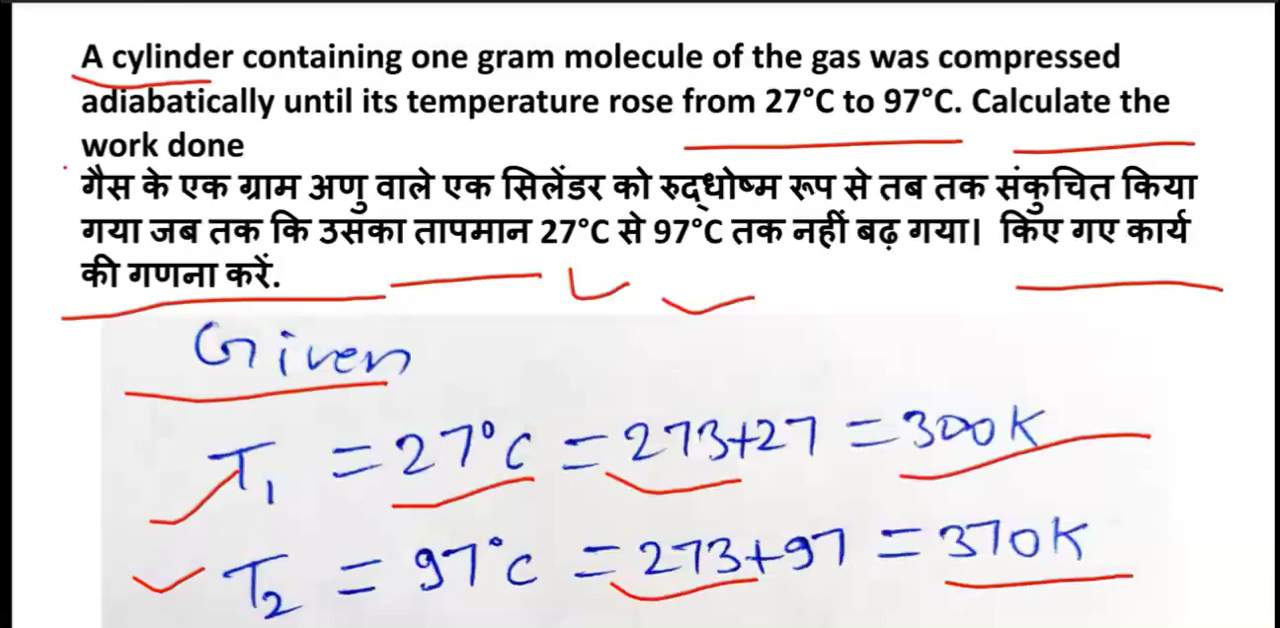 A cylinder containing one gram molecule of the gas was compressed
adiabatically until its temperature rose from 27°C to 97°C. Calculate the
work done
गैस के एक ग्राम अणु वाले एक सिलेंडर को रुद्धोष्म रूप से तब तक संकुचित किया
गया जब तक कि उसका तापमान 27°C से 97°C तक नहीं बढ़ गया। किए गए कार्य
की गणना करें.
Given
T₁ = 27°C = 273+27 = 300K
T₂ = 97°C = 273+97 = 370K